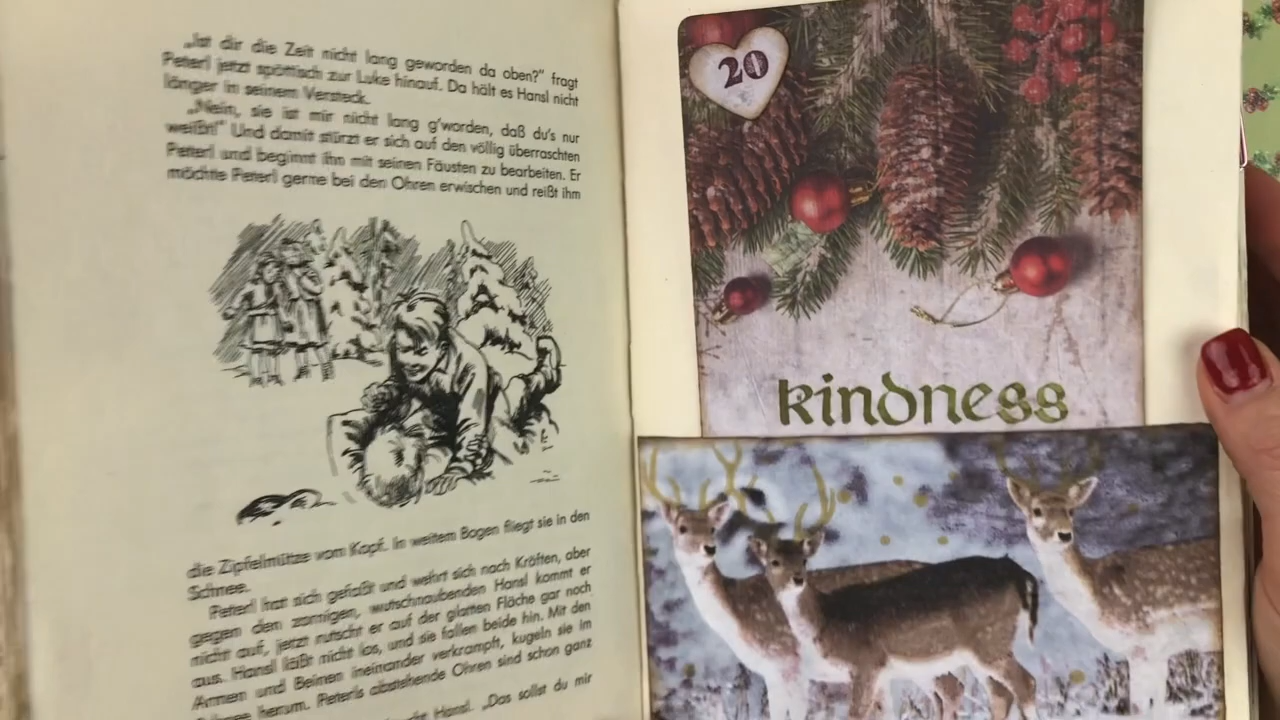 „Ist dir die Zeit nicht lang geworden da oben?" fragt
Peterl jetzt spöttisch zur Luke hinauf. Da hält es Hansl nicht
länger in seinem Versteck.
„Nein, sie ist mir nicht lang g'worden, daß du's nur
weißt!" Und damit stürzt er sich auf den völlig überraschten
Peterl und beginnt ihn mit seinen Fäusten zu bearbeiten. Er
möchte Peterl gerne bei den Ohren erwischen und reißt ihm
die Zipfelmütze vom Kopf. In weitem Bogen fliegt sie in den
Schnee.
Peterl hat sich gefaßt und wehrt sich nach Kräften, aber
gegen den zornigen, wutschnaubenden Hansl kommt er
nicht auf, jetzt rutscht er auf der glatten Fläche gar noch
aus. Hansl läßt nicht los, und sie fallen beide hin. Mit den
Armen und Beinen ineinander verkrampft, kugeln sie im
Schnee herum. Peterls abstehende Ohren sind schon ganz
Hansl. „Das sollst du mir
20
kindness